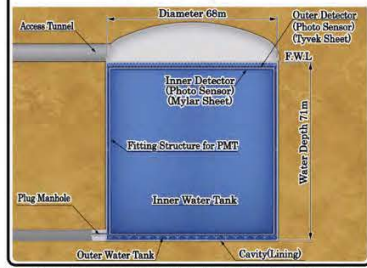 Diameter 68m
Outer Detector
(Photo Sensor)
(Tyvek Sheet)
Access Tunnel
F.W.L
Inner Detector
(Photo Sensor)
(Mylar Sheet)
Water Depth 71m
Fitting Structure for PMT
Inner Water Tank
Plug Manhole
Outer Water Tank
Cavity(Lining)